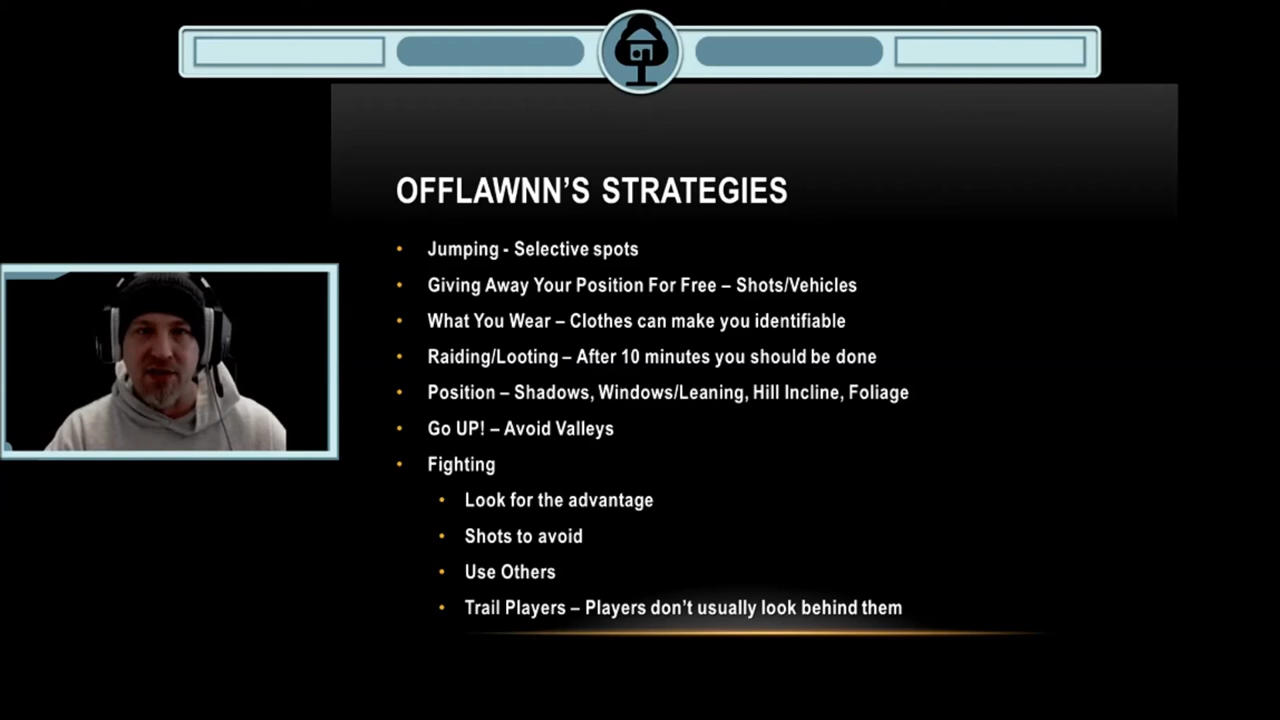 OFFLAWNN’S STRATEGIES
• Jumping - Selective spots
• Giving Away Your Position For Free – Shots/Vehicles
• What You Wear – Clothes can make you identifiable
• Raiding/Looting – After 10 minutes you should be done
• Position – Shadows, Windows/Leaning, Hill Incline, Foliage
• Go UP! – Avoid Valleys
• Fighting
• Look for the advantage
• Shots to avoid
• Use Others
• Trail Players – Players don’t usually look behind them